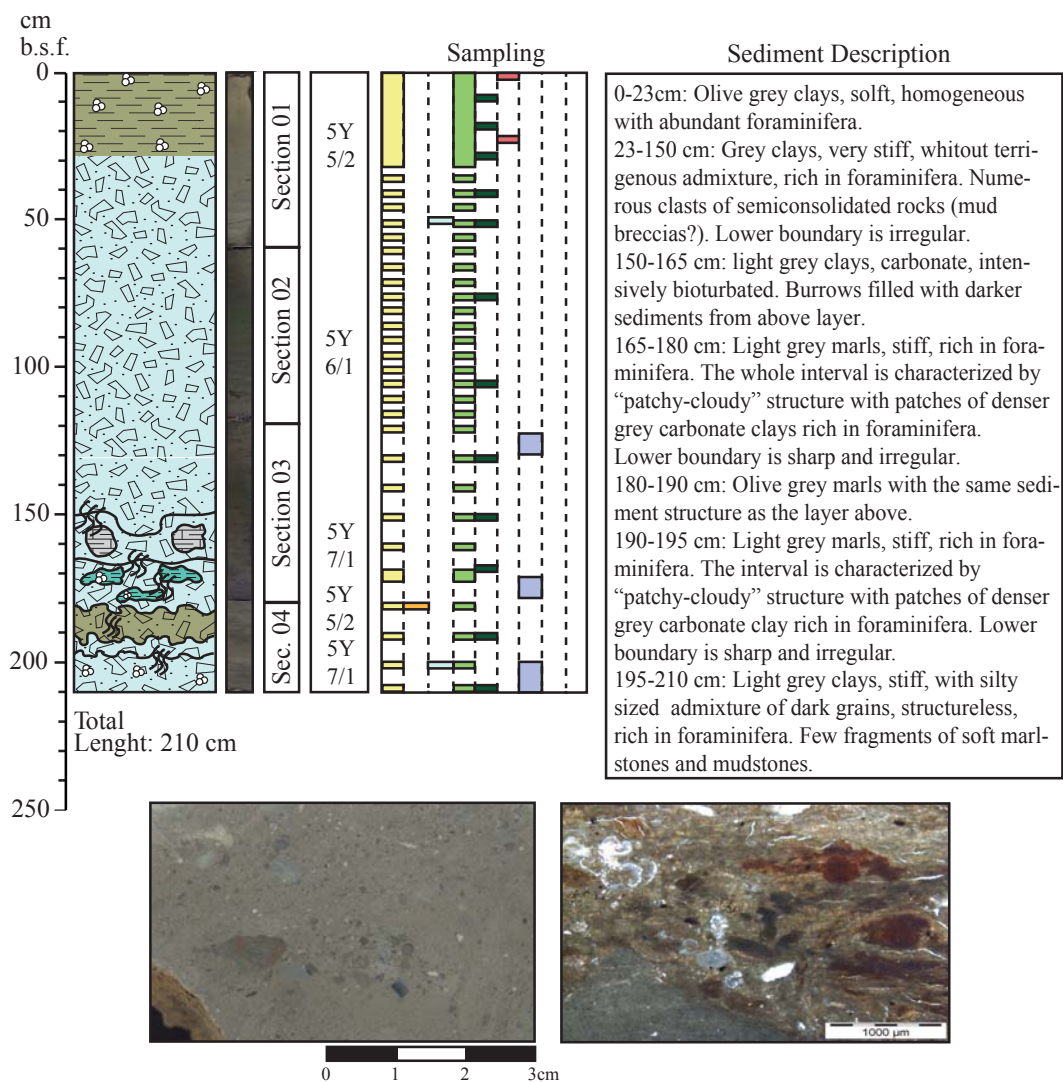 cm
b.s.f.
Sampling
Sediment Description
0
50
100
150
200
250
Section 01
Section 02
Section 03
Sec. 04
5Y
5/2
5Y
6/1
5Y
7/1
5Y
5/2
5Y
7/1
0-23cm: Olive grey clays, solft, homogeneous
with abundant foraminifera.
23-150 cm: Grey clays, very stiff, whitout terri-
genous admixture, rich in foraminifera. Nume-
rous clasts of semiconsolidated rocks (mud
breccias?). Lower boundary is irregular.
150-165 cm: light grey clays, carbonate, inten-
sively bioturbated. Burrows filled with darker
sediments from above layer.
165-180 cm: Light grey marls, stiff, rich in fora-
minifera. The whole interval is characterized by
“patchy-cloudy” structure with patches of denser
grey carbonate clays rich in foraminifera.
Lower boundary is sharp and irregular.
180-190 cm: Olive grey marls with the same sedi-
ment structure as the layer above.
190-195 cm: Light grey marls, stiff, rich in fora-
minifera. The interval is characterized by
“patchy-cloudy” structure with patches of denser
grey carbonate clay rich in foraminifera. Lower
boundary is sharp and irregular.
195-210 cm: Light grey clays, stiff, with silty
sized admixture of dark grains, structureless,
rich in foraminifera. Few fragments of soft marl-
stones and mudstones.
Total
Lenght: 210 cm
0 1 2 3cm
1000 µm